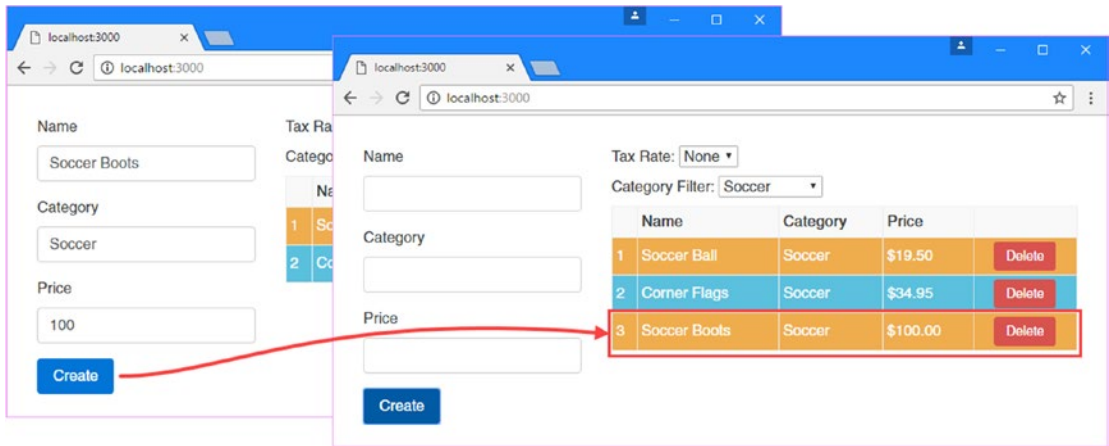 localhost:3000
localhost:3000
Name
Soccer Boots
Category
Soccer
Price
100
Create
Tax Ra
Catego
Na
1 So
2 Co
localhost:3000
localhost:3000
Name
Category
Price
Create
Tax Rate: None
Category Filter: Soccer
Name Category Price
1 Soccer Ball Soccer $19.50 Delete
2 Corner Flags Soccer $34.95 Delete
3 Soccer Boots Soccer $100.00 Delete